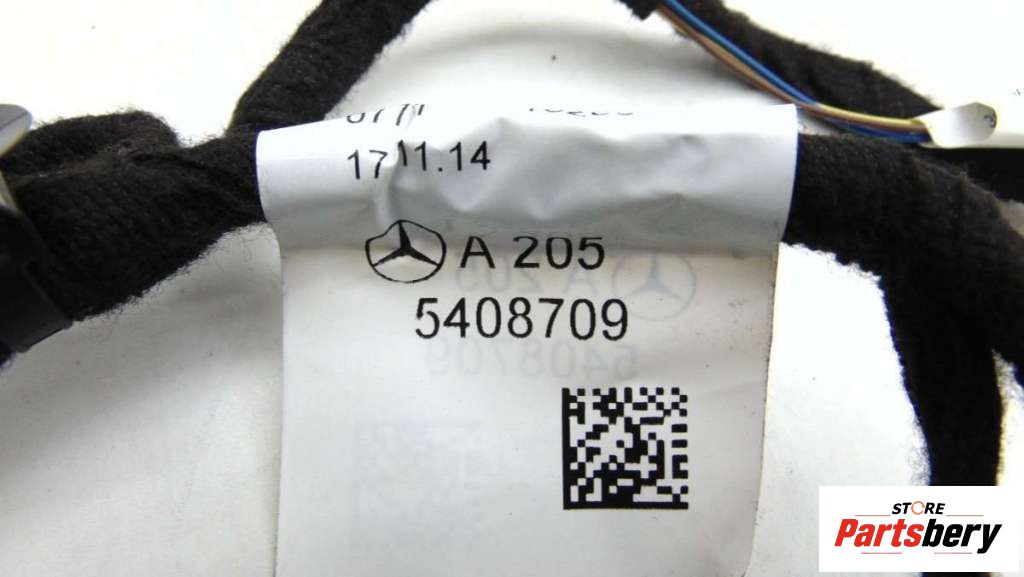 17.11.14
A 205
5408709
STORE
Partsbery